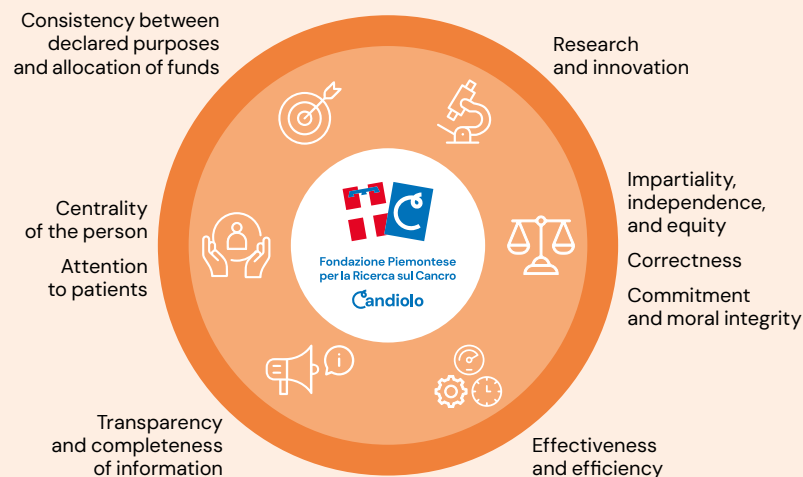 Consistency between
declared purposes
and allocation of funds
Research
and innovation
Centrality
of the person
Attention
to patients
Impartiality,
independence,
and equity
Correctness
Commitment
and moral integrity
Fondazione Piemontese
per la Ricerca sul Cancro
Candiolo
Transparency
and completeness
of information
Effectiveness
and efficiency